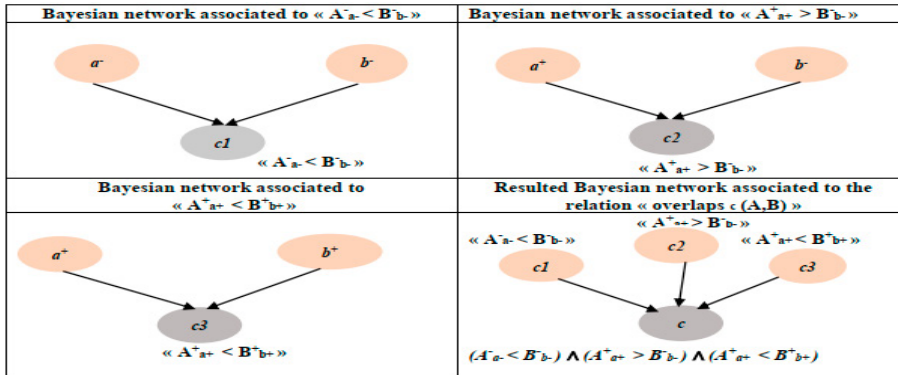 Bayesian network associated to « A⁻a- < B⁻b- »
a⁻
b⁻
c1
« A⁻a- < B⁻b- »
Bayesian network associated to « A⁺a+ > B⁻b- »
a⁺
b⁻
c2
« A⁺a+ > B⁻b- »
Bayesian network associated to
« A⁺a+ < B⁺b+ »
a⁺
b⁺
c3
« A⁺a+ < B⁺b+ »
Resulted Bayesian network associated to the
relation « overlaps c (A,B) »
« A⁺a+ > B⁻b- »
« A⁻a- < B⁻b- »
« A⁺a+ < B⁺b+ »
c2
c1
c3
c
(A⁻a- < B⁻b-) ∧ (A⁺a+ > B⁻b-) ∧ (A⁺a+ < B⁺b+)